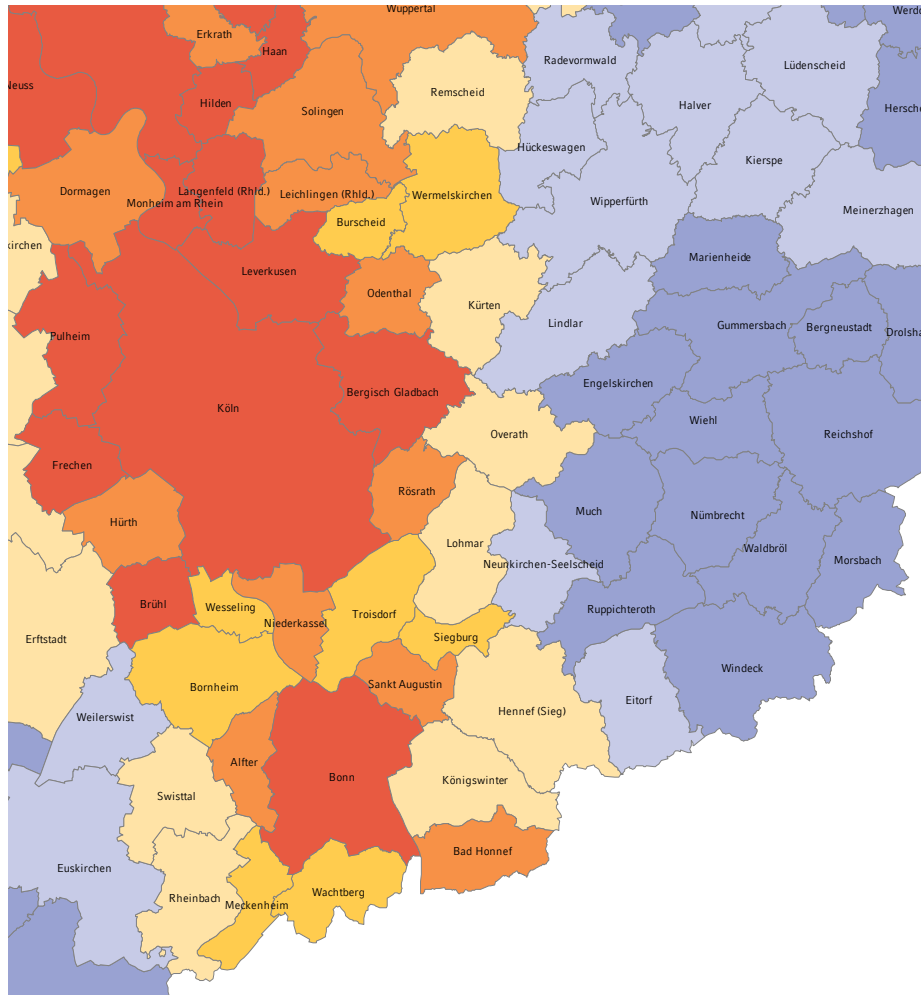 Wuppertal
Werdo
Erkrath
Haan
Radevormwald
Lüdenscheid
Neuss
Remscheid
Hilden
Solingen
Halver
Hersche
Hückeswagen
Kierspe
Dormagen
Langenfeld (Rhld.)
Leichlingen (Rhld.)
Wermelskirchen
Monheim am Rhein
Wipperfürth
Meinerzhagen
Burscheid
kirchen
Marienheide
Leverkusen
Odenthal
Kürten
Lindlar
Gummersbach
Bergneustadt
Drolsha
Pulheim
Engelskirchen
Bergisch Gladbach
Köln
Wiehl
Overath
Reichshof
Frechen
Rösrath
Much
Nümbrecht
Hürth
Lohmar
Waldbröl
Neunkirchen-Seelscheid
Morsbach
Brühl
Wesseling
Ruppichteroth
Troisdorf
Niederkassel
Siegburg
Erftstadt
Windeck
Sankt Augustin
Bornheim
Eitorf
Hennef (Sieg)
Weilerswist
Alfter
Bonn
Königswinter
Swisttal
Bad Honnef
Euskirchen
Wachtberg
Rheinbach
Meckenheim